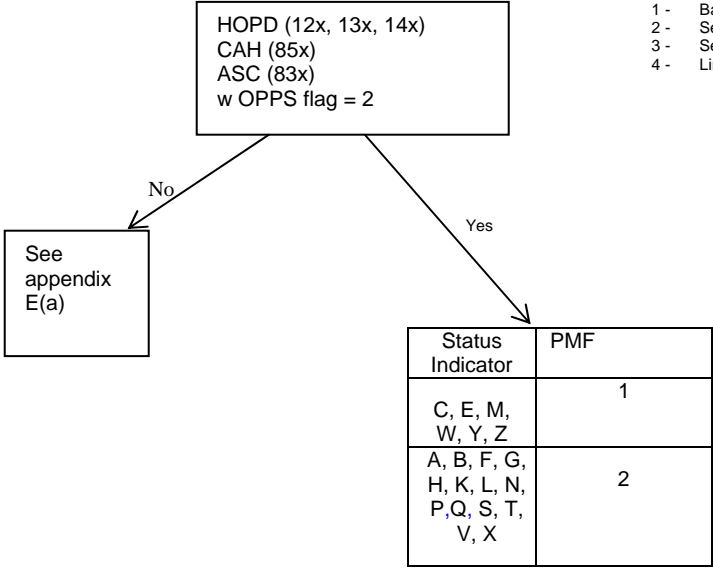 HOPD (12x, 13x, 14x)
CAH (85x)
ASC (83x)
w OPPS flag = 2
1 -
2 -
3 -
4 -
No
Yes
See
appendix
E(a)
Status
Indicator
PMF
C, E, M,
W, Y, Z
1
A, B, F, G,
H, K, L, N,
P,Q, S, T,
V, X
2